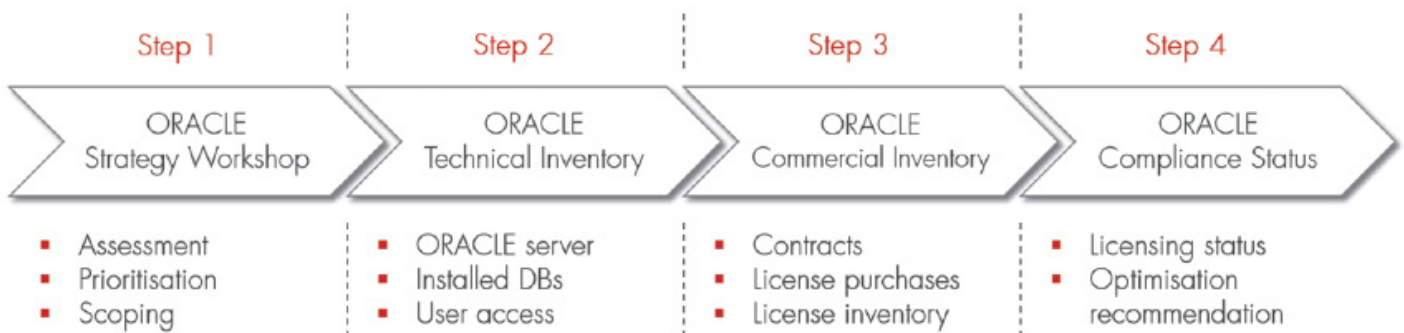 Step 1
Step 2
Step 3
Step 4
ORACLE
Strategy Workshop
ORACLE
Technical Inventory
ORACLE
Commercial Inventory
ORACLE
Compliance Status
Assessment
Prioritisation
Scoping
ORACLE server
Installed DBs
User access
Contracts
License purchases
License inventory
Licensing status
Optimisation
recommendation